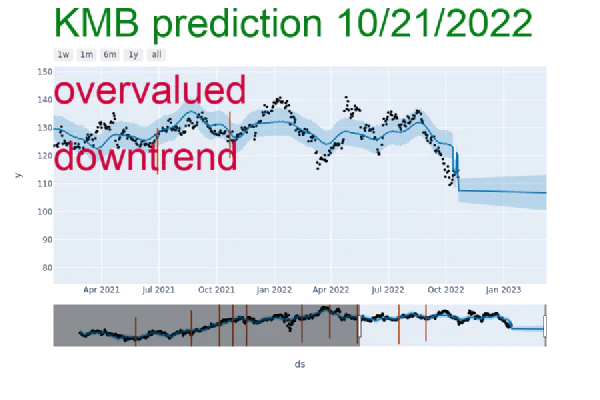 KMB prediction 10/21/2022
1w 1m 6m 1y all
150
overvalued
140
130
120
downtrend
110
y
100
90
80
Apr 2021 Jul 2021 Oct 2021 Jan 2022 Apr 2022 Jul 2022 Oct 2022 Jan 2023
ds